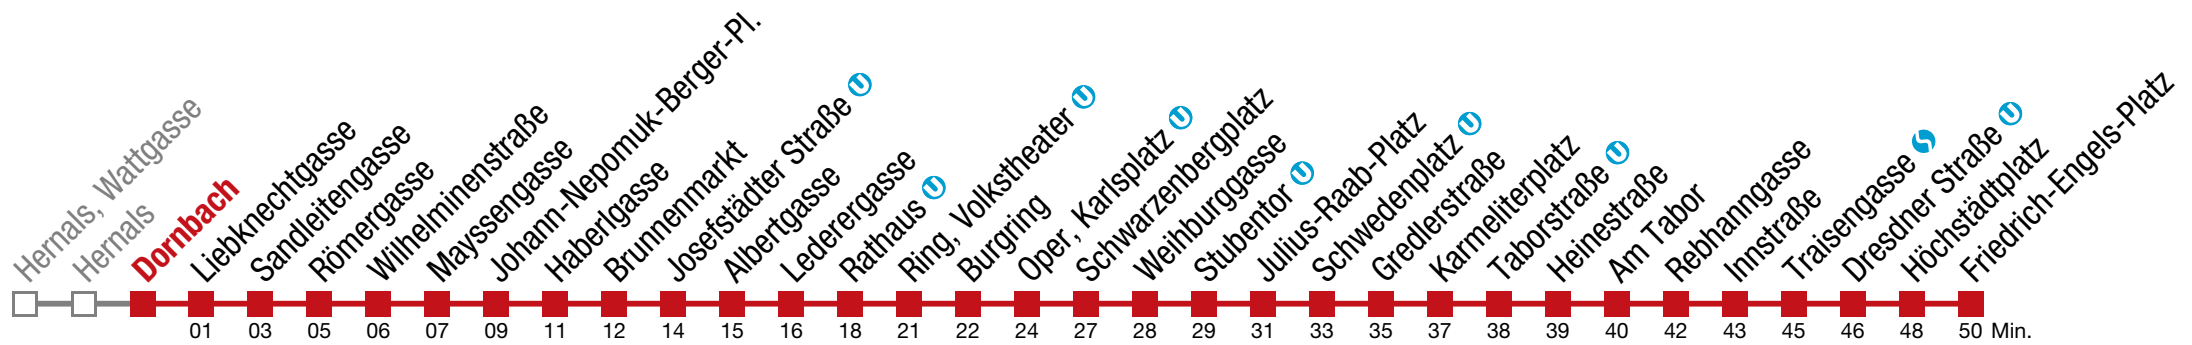 Hernals, Wattgasse
Hernals
Dornbach
Liebknechtgasse
Sandleitengasse
Römergasse
Wilhelminenstraße
Mayssengasse
Johann-Nepomuk-Berger-Pl.
Haberlgasse
Brunnenmarkt
Josefstädter Straße U
Albertgasse
Lederergasse
Rathaus U
Ring, Volkstheater U
Burgring
Oper, Karlsplatz U
Schwarzenbergplatz
Weihburggasse
Stubentor U
Julius-Raab-Platz
Schwedenplatz U
Gredlerstraße
Karmeliterplatz
Taborstraße U
Heinestraße
Am Tabor
Rebhanngasse
Innstraße
Traisengasse S
Dresdner Straße U
Höchstädtplatz
Friedrich-Engels-Platz
01 03 05 06 07 09 11 12 14 15 16 18 21 22 24 27 28 29 31 33 35 37 38 39 40 42 43 45 46 48 50 Min.